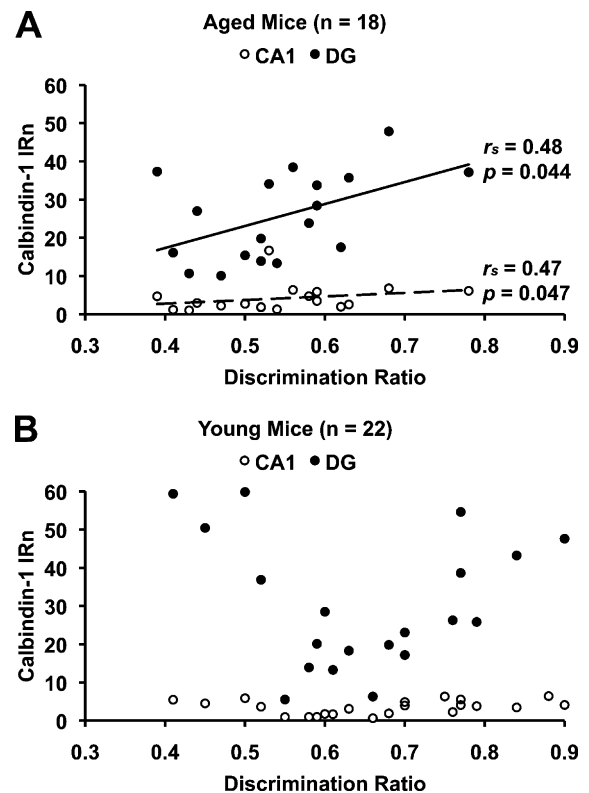 A
Aged Mice (n = 18)
CA1 DG
Calbindin-1 IRn
60
50
40
30
20
10
0
rs = 0.48
p = 0.044
rs = 0.47
p = 0.047
0.3 0.4 0.5 0.6 0.7 0.8 0.9
Discrimination Ratio
B
Young Mice (n = 22)
CA1 DG
Calbindin-1 IRn
60
50
40
30
20
10
0
0.3 0.4 0.5 0.6 0.7 0.8 0.9
Discrimination Ratio